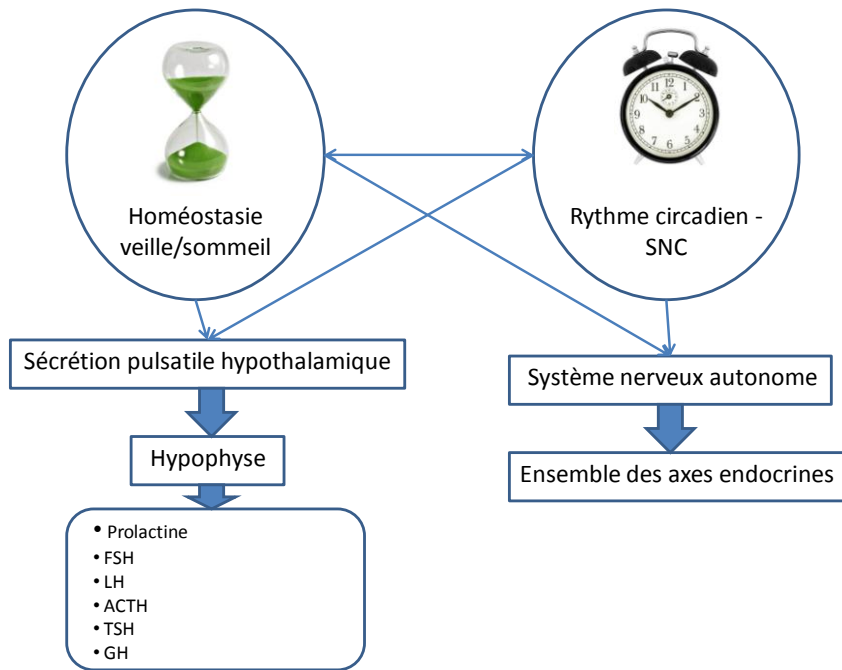 Homéostasie
veille/sommeil
Rythme circadien -
SNC
Sécrétion pulsatile hypothalamique
Système nerveux autonome
Hypophyse
Ensemble des axes endocrines
• Prolactine
• FSH
• LH
• ACTH
• TSH
• GH